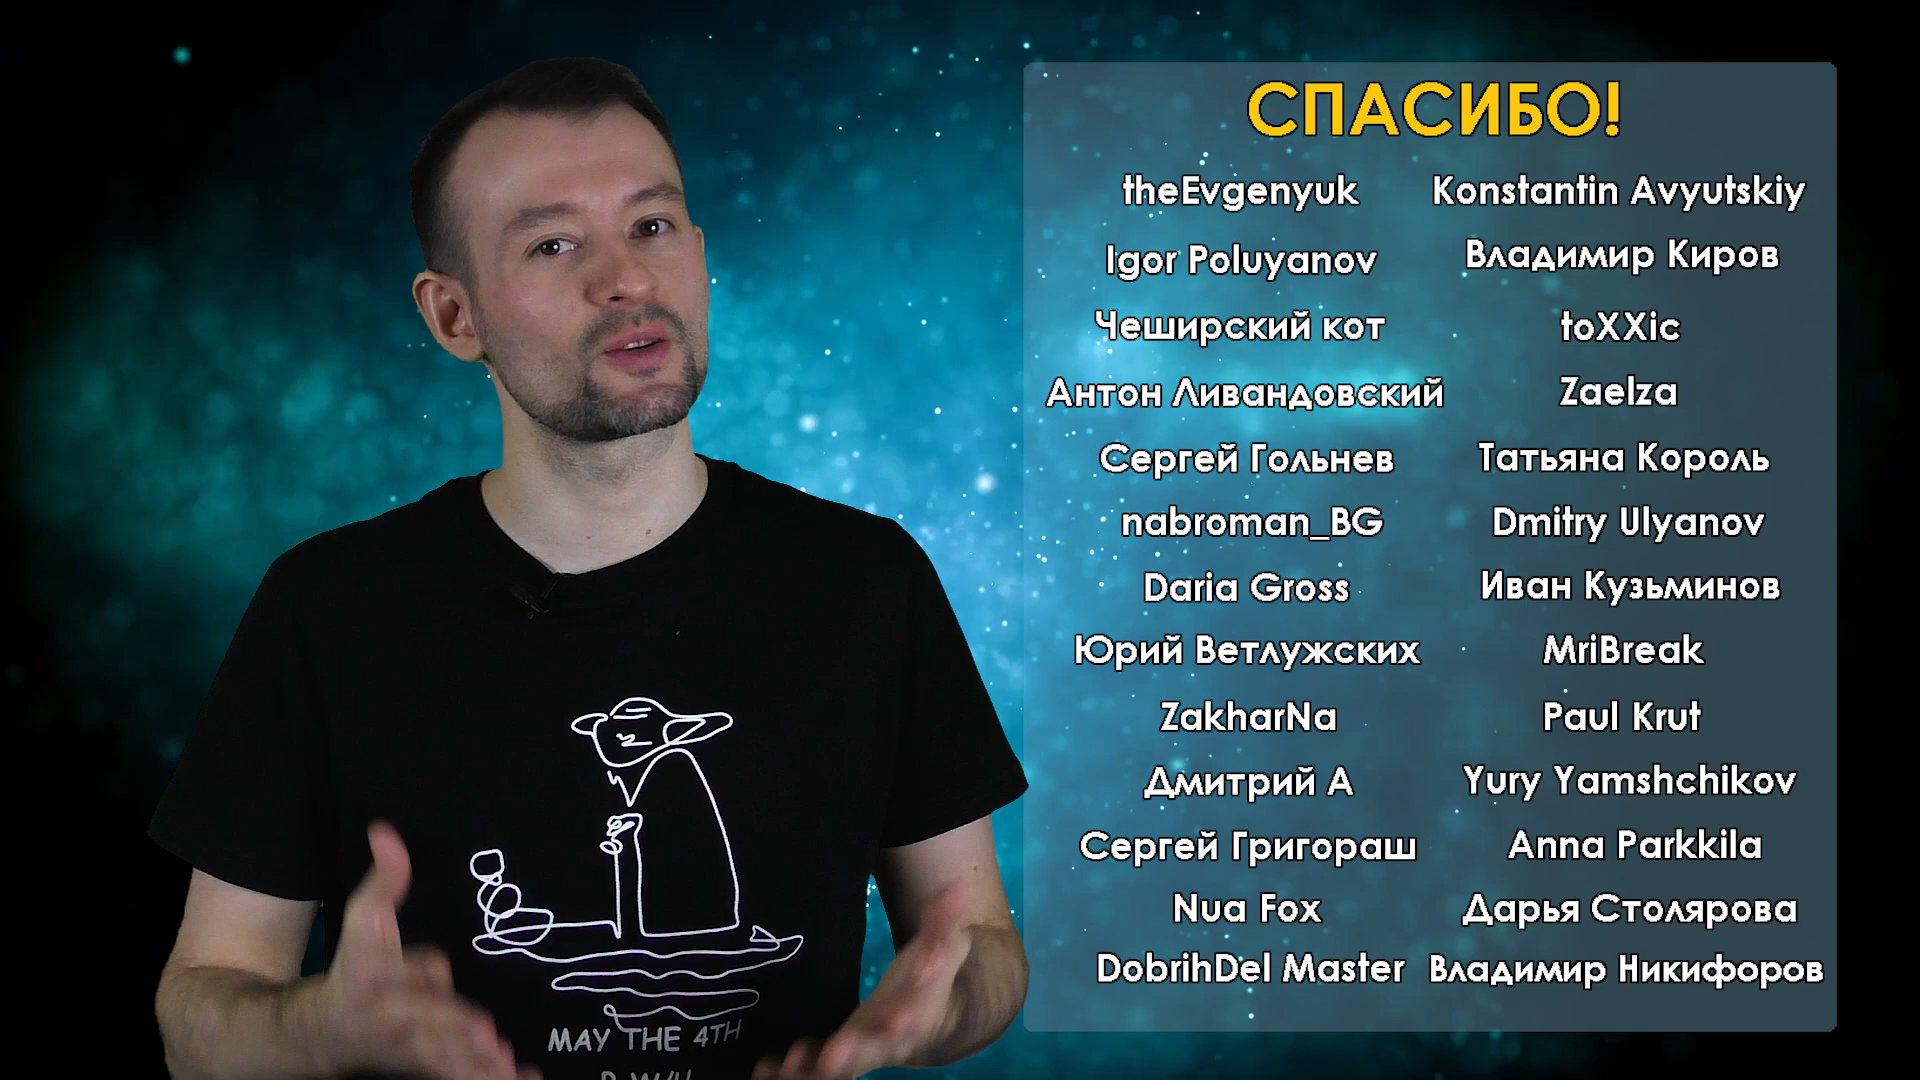 СПАСИБО!
theEvgenyuk Konstantin Avyutskiy
Igor Poluyanov Владимир Киров
Чеширский кот toXXic
Антон Ливандовский Zaelza
Сергей Гольнев Татьяна Король
nabroman_BG Dmitry Ulyanov
Daria Gross Иван Кузьминов
Юрий Ветлужских MriBreak
ZakharNa Paul Krut
Дмитрий А Yury Yamshchikov
Сергей Григораш Anna Parkkila
Nua Fox Дарья Столярова
DobrihDel Master Владимир Никифоров
MAY THE 4TH